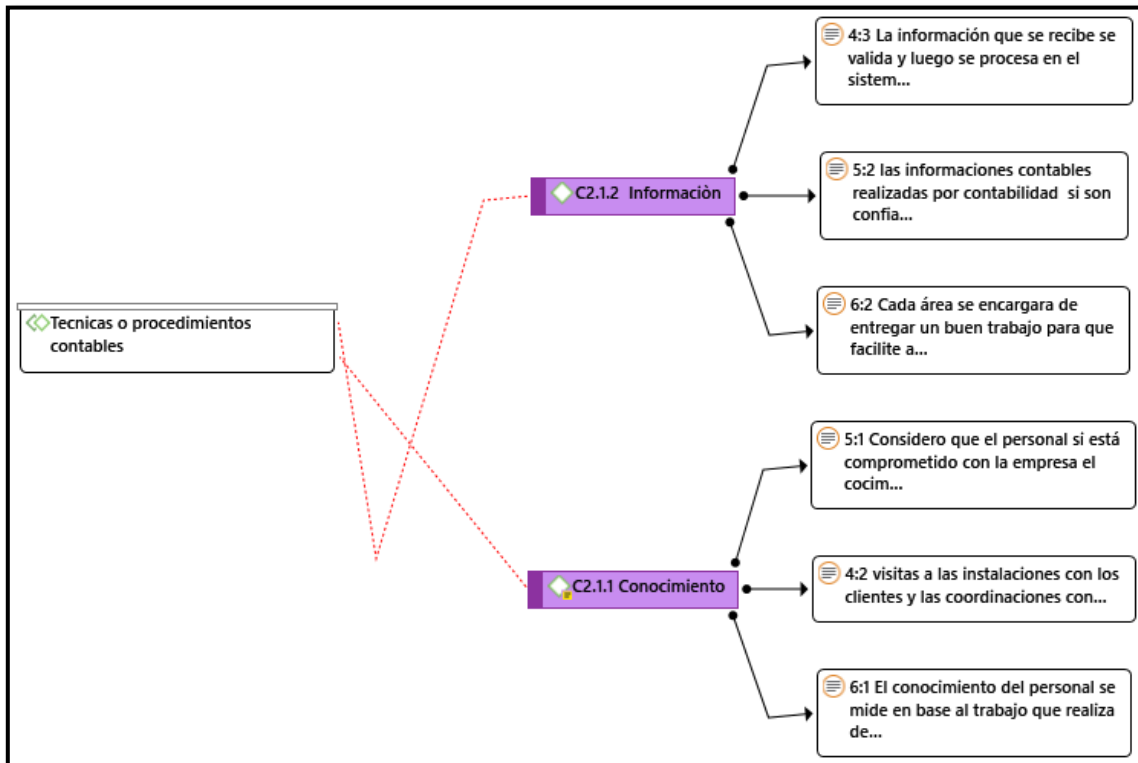 4:3 La información que se recibe se
valida y luego se procesa en el
sistem...
C2.1.2 Informaciòn
5:2 las informaciones contables
realizadas por contabilidad si son
confia...
6:2 Cada área se encargara de
entregar un buen trabajo para que
facilite a...
Tecnicas o procedimientos
contables
5:1 Considero que el personal si está
comprometido con la empresa el
cocim...
C2.1.1 Conocimiento
4:2 visitas a las instalaciones con los
clientes y las coordinaciones con...
6:1 El conocimiento del personal se
mide en base al trabajo que realiza
de...